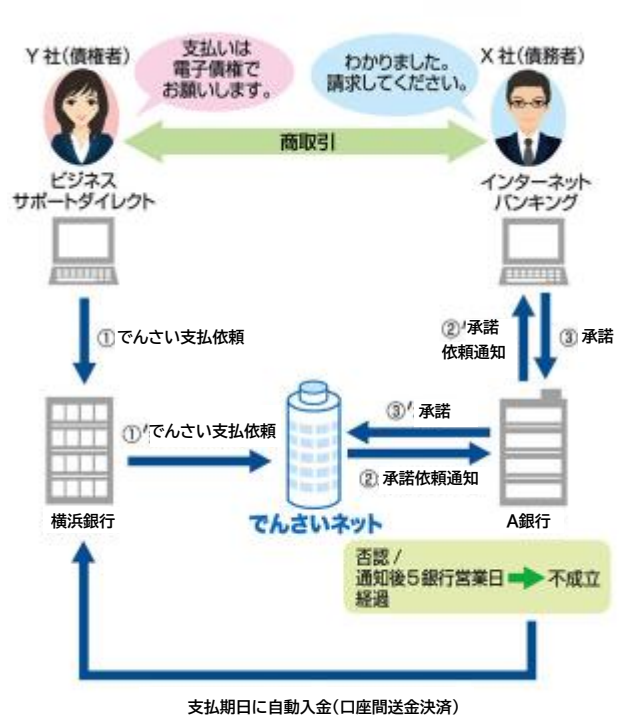 Y社(債権者)
支払いは
電子債権で
お願いします。
わかりました。
請求してください。
X社(債務者)
商取引
ビジネス
サポートダイレクト
インターネット
バンキング
①でんさい支払依頼
②'承諾
依頼通知
③承諾
①'でんさい支払依頼
③'承諾
②承諾依頼通知
横浜銀行
でんさいネット
A銀行
否認/
通知後5銀行営業日
経過
不成立
支払期日に自動入金(口座間送金決済)